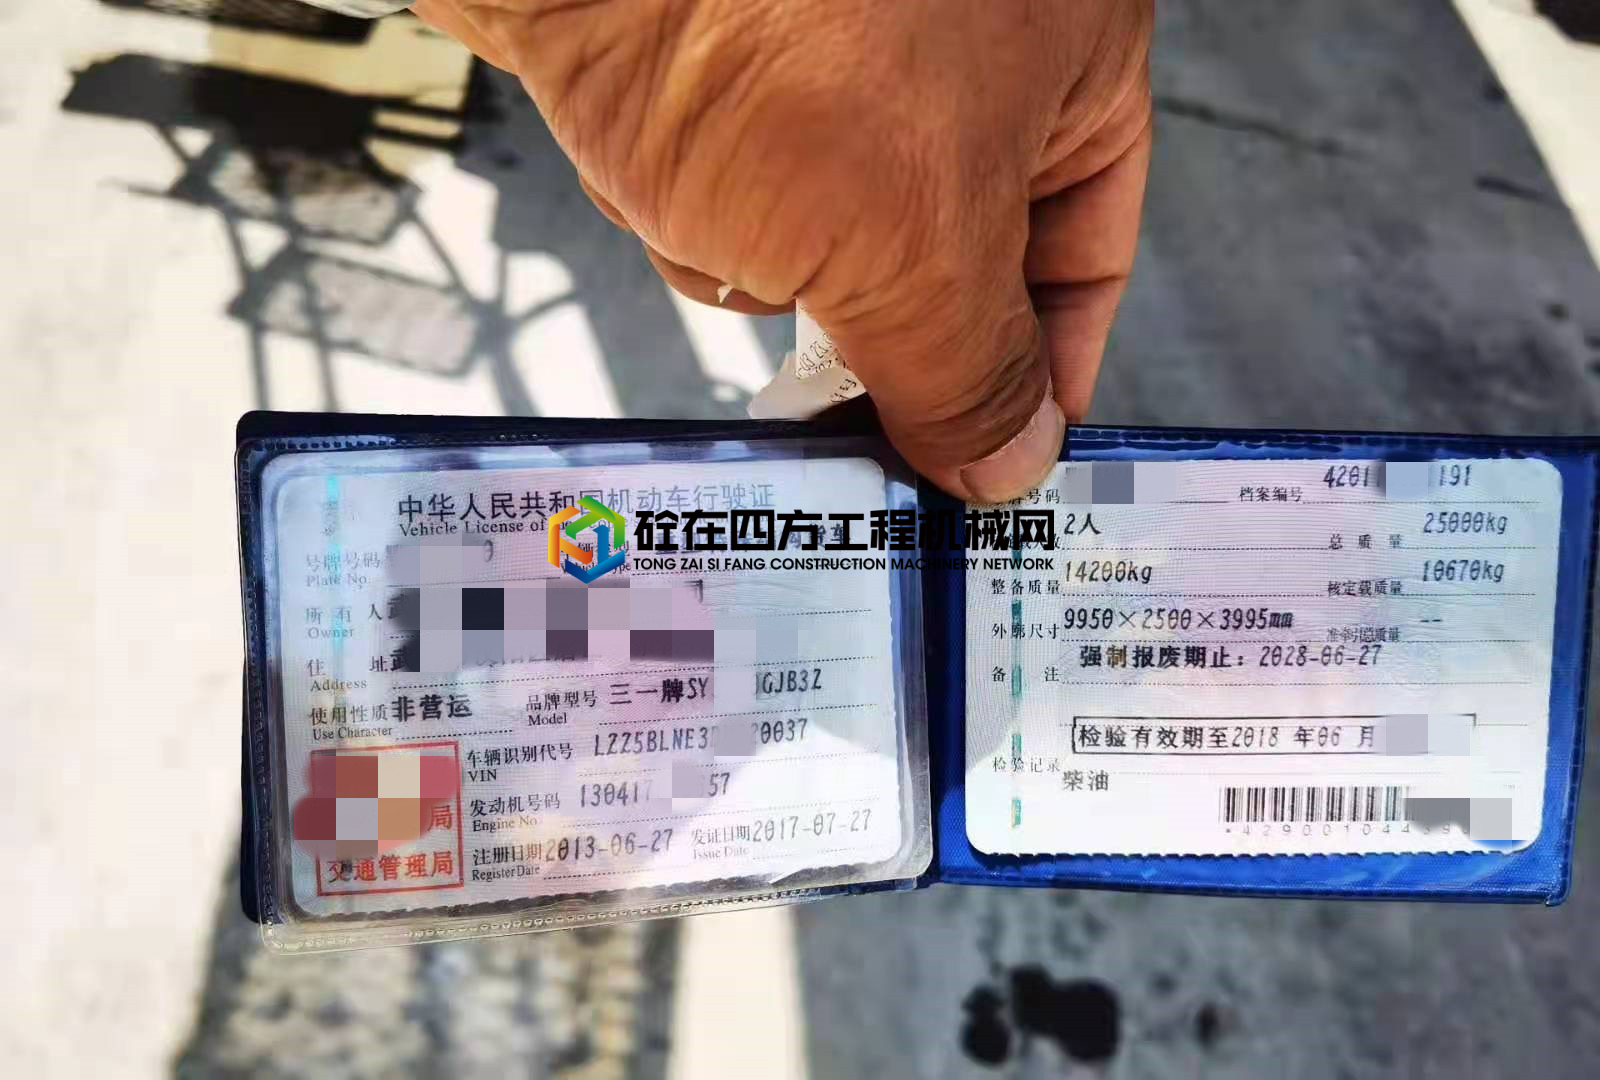 中华人民共和国机动车行驶证
Vehicle License of
砼在四方工程机械网
TONG ZAI SI FANG CONSTRUCTION MACHINERY NETWORK
号牌号码
Plate No.
所有人
Owner
住址
Address
使用性质 非营运
Use Character
品牌型号 三一牌SY GJB3Z
Model
车辆识别代号 LZZ5BLNE3 20037
VIN
发动机号码 130417 57
Engine No.
注册日期 2013-06-27 发证日期 2017-07-27
Register Date Issue Date
局
交通管理局
号码 档案编号 4201 191
2人 总质量 25000kg
整备质量 14200kg 核定载质量 10670kg
外廓尺寸 9950×2500×3995mm 准牵引总质量 --
备注 强制报废期止：2028-06-27
检验有效期至2018 年06 月
检验记录
柴油